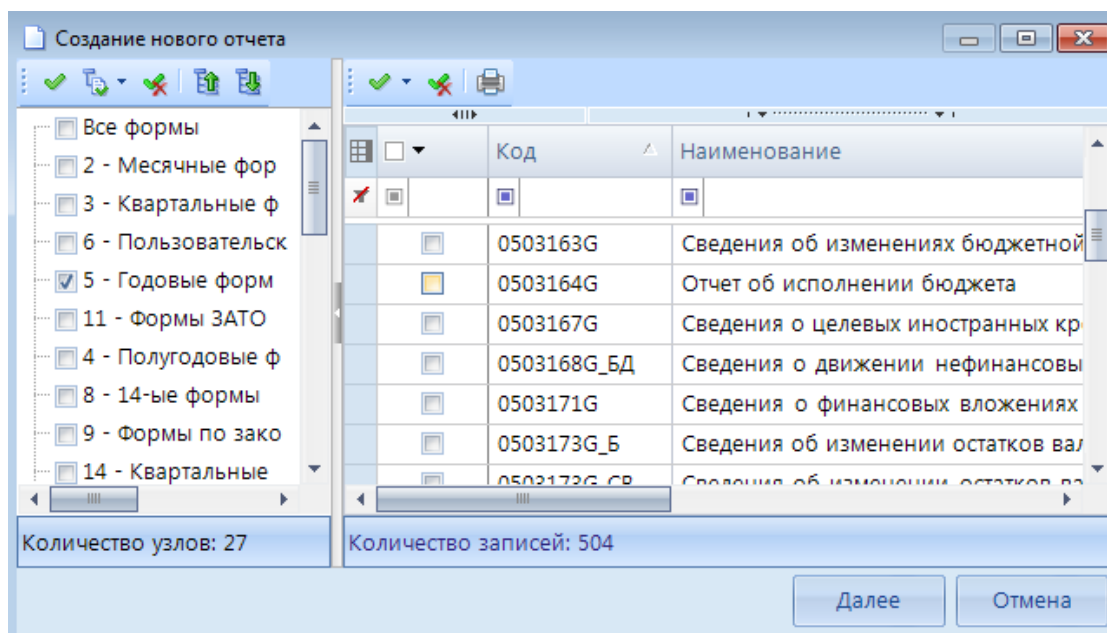 Создание нового отчета
Все формы
2 - Месячные фор
3 - Квартальные ф
6 - Пользовательск
5 - Годовые форм
11 - Формы ЗАТО
4 - Полугодовые ф
8 - 14-ые формы
9 - Формы по зако
14 - Квартальные
Количество узлов: 27
Код Наименование
0503163G Сведения об изменениях бюджетной
0503164G Отчет об исполнении бюджета
0503167G Сведения о целевых иностранных кр
0503168G_БД Сведения о движении нефинансовы
0503171G Сведения о финансовых вложениях
0503173G_Б Сведения об изменении остатков вал
Количество записей: 504
Далее Отмена